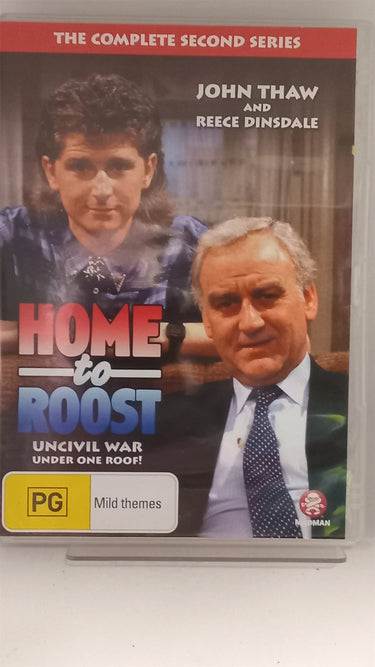 THE COMPLETE SECOND SERIES
JOHN THAW
AND
REECE DINSDALE
HOME
to
ROOST
UNCIVIL WAR
UNDER ONE ROOF!
PG
Mild themes
MADMAN